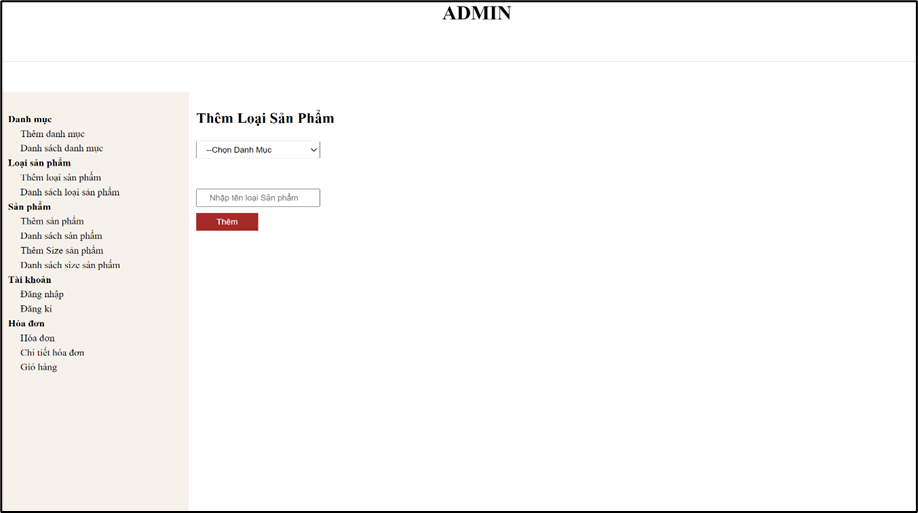 ADMIN
Danh mục
Thêm danh mục
Danh sách danh mục
Loại sản phẩm
Thêm loại sản phẩm
Danh sách loại sản phẩm
Sản phẩm
Thêm sản phẩm
Danh sách sản phẩm
Thêm Size sản phẩm
Danh sách size sản phẩm
Tài khoản
Đăng nhập
Đăng kí
Hóa đơn
Hóa đơn
Chi tiết hóa đơn
Giỏ hàng
Thêm Loại Sản Phẩm
--Chọn Danh Mục
Nhập tên loại Sản phẩm
Thêm